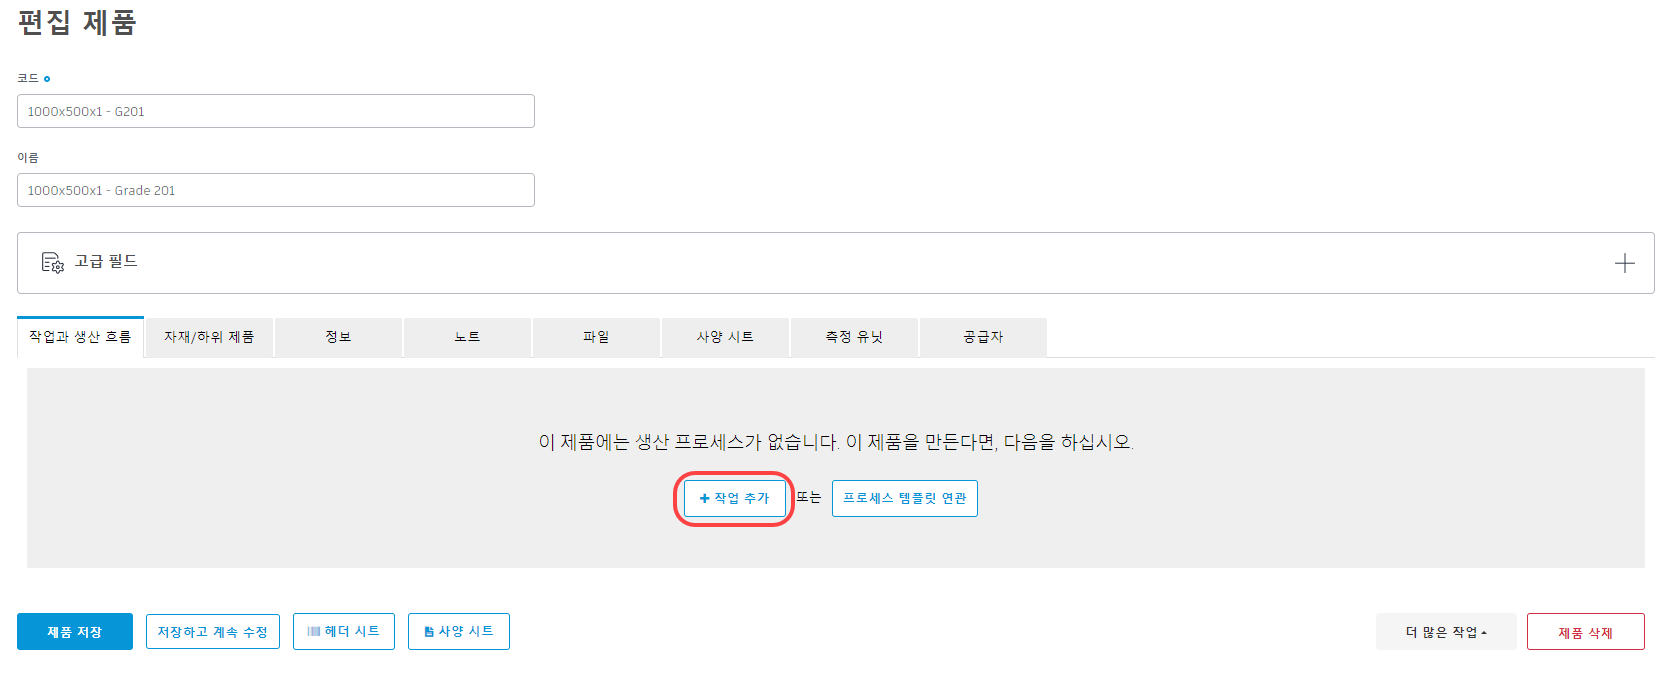 편집 제품
코드
1000x500x1 - G201
이름
1000x500x1 - Grade 201
고급 필드
작업과 생산 흐름 자재/하위 제품 정보 노트 파일 사양 시트 측정 유닛 공급자
이 제품에는 생산 프로세스가 없습니다. 이 제품을 만든다면, 다음을 하십시오.
+ 작업 추가 또는 프로세스 템플릿 연관
제품 저장 저장하고 계속 수정 헤더 시트 사양 시트 더 많은 작업 제품 삭제